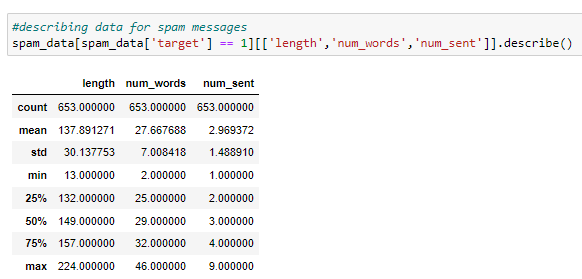 #describing data for spam messages
spam_data[spam_data['target'] == 1][['length','num_words','num_sent']].describe()
length num_words num_sent
count 653.000000 653.000000 653.000000
mean 137.891271 27.667688 2.969372
std 30.137753 7.008418 1.488910
min 13.000000 2.000000 1.000000
25% 132.000000 25.000000 2.000000
50% 149.000000 29.000000 3.000000
75% 157.000000 32.000000 4.000000
max 224.000000 46.000000 9.000000